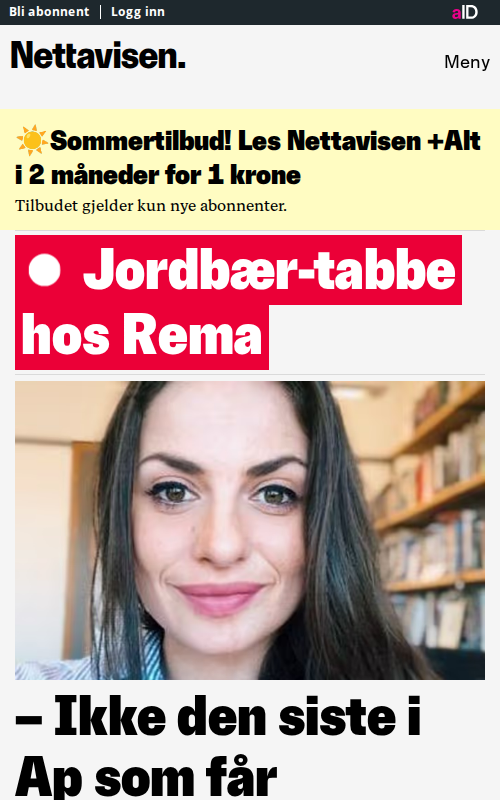 Bli abonnent | Logg inn
aID
Nettavisen.
Meny
☀️Sommertilbud! Les Nettavisen +Alt
i 2 måneder for 1 krone
Tilbudet gjelder kun nye abonnenter.
Jordbær-tabbe
hos Rema
– Ikke den siste i
Ap som får